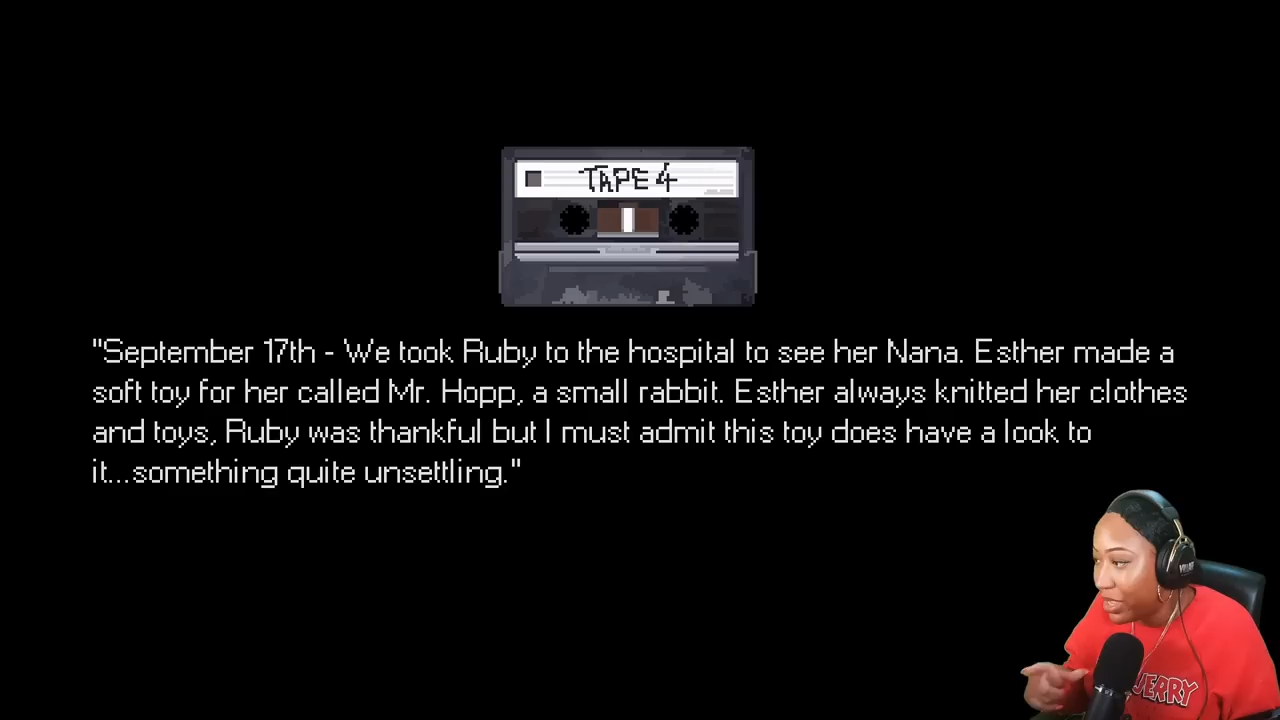 TAPE 4
"September 17th - We took Ruby to the hospital to see her Nana. Esther made a
soft toy for her called Mr. Hopp, a small rabbit. Esther always knitted her clothes
and toys, Ruby was thankful but I must admit this toy does have a look to
it...something quite unsettling."
JERRY